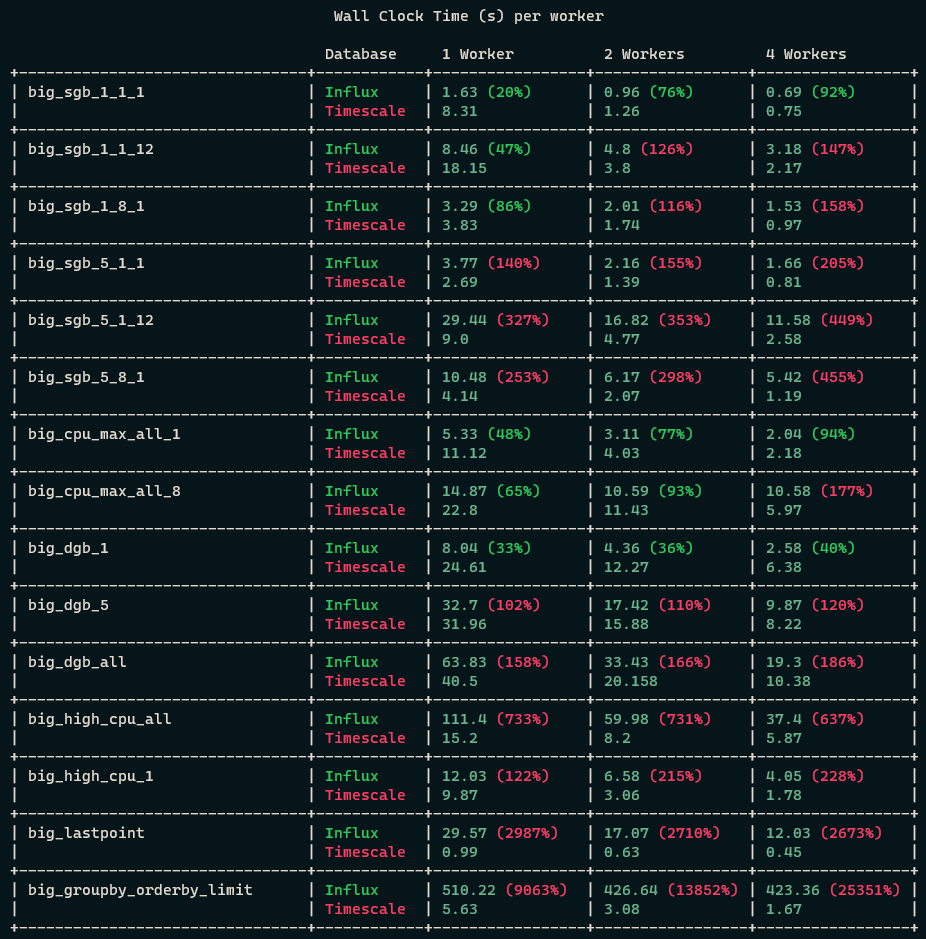 Wall Clock Time (s) per worker
Database 1 Worker 2 Workers 4 Workers
big_sgb_1_1_1 Influx 1.63 (20%) 0.96 (76%) 0.69 (92%)
Timescale 8.31 1.26 0.75
big_sgb_1_1_12 Influx 8.46 (47%) 4.8 (126%) 3.18 (147%)
Timescale 18.15 3.8 2.17
big_sgb_1_8_1 Influx 3.29 (86%) 2.01 (116%) 1.53 (158%)
Timescale 3.83 1.74 0.97
big_sgb_5_1_1 Influx 3.77 (140%) 2.16 (155%) 1.66 (205%)
Timescale 2.69 1.39 0.81
big_sgb_5_1_12 Influx 29.44 (327%) 16.82 (353%) 11.58 (449%)
Timescale 9.0 4.77 2.58
big_sgb_5_8_1 Influx 10.48 (253%) 6.17 (298%) 5.42 (455%)
Timescale 4.14 2.07 1.19
big_cpu_max_all_1 Influx 5.33 (48%) 3.11 (77%) 2.04 (94%)
Timescale 11.12 4.03 2.18
big_cpu_max_all_8 Influx 14.87 (65%) 10.59 (93%) 10.58 (177%)
Timescale 22.8 11.43 5.97
big_dgb_1 Influx 8.04 (33%) 4.36 (36%) 2.58 (40%)
Timescale 24.61 12.27 6.38
big_dgb_5 Influx 32.7 (102%) 17.42 (110%) 9.87 (120%)
Timescale 31.96 15.88 8.22
big_dgb_all Influx 63.83 (158%) 33.43 (166%) 19.3 (186%)
Timescale 40.5 20.158 10.38
big_high_cpu_all Influx 111.4 (733%) 59.98 (731%) 37.4 (637%)
Timescale 15.2 8.2 5.87
big_high_cpu_1 Influx 12.03 (122%) 6.58 (215%) 4.05 (228%)
Timescale 9.87 3.06 1.78
big_lastpoint Influx 29.57 (2987%) 17.07 (2710%) 12.03 (2673%)
Timescale 0.99 0.63 0.45
big_groupby_orderby_limit Influx 510.22 (9063%) 426.64 (13852%) 423.36 (25351%)
Timescale 5.63 3.08 1.67